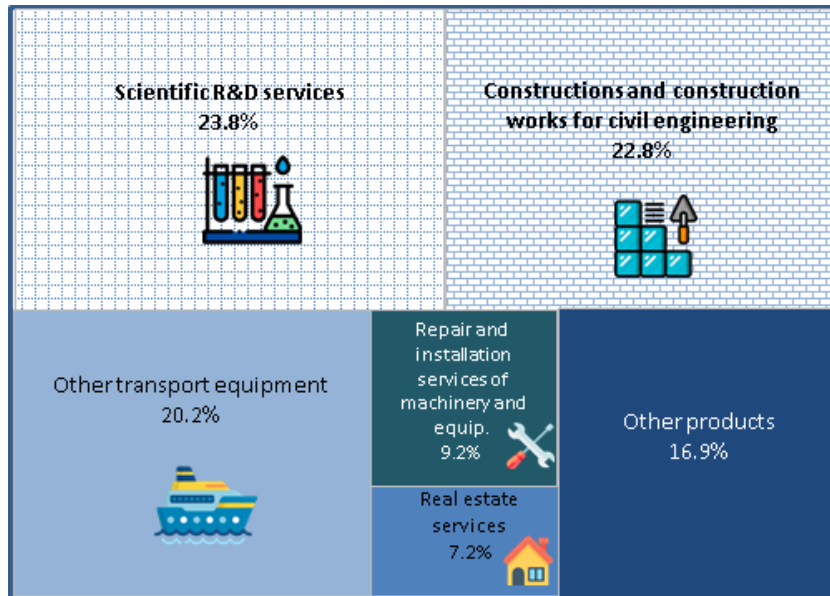 Scientific R&D services
23.8%
Constructions and construction
works for civil engineering
22.8%
Other transport equipment
20.2%
Repair and
installation
services of
machinery and
equip.
9.2%
Real estate
services
7.2%
Other products
16.9%